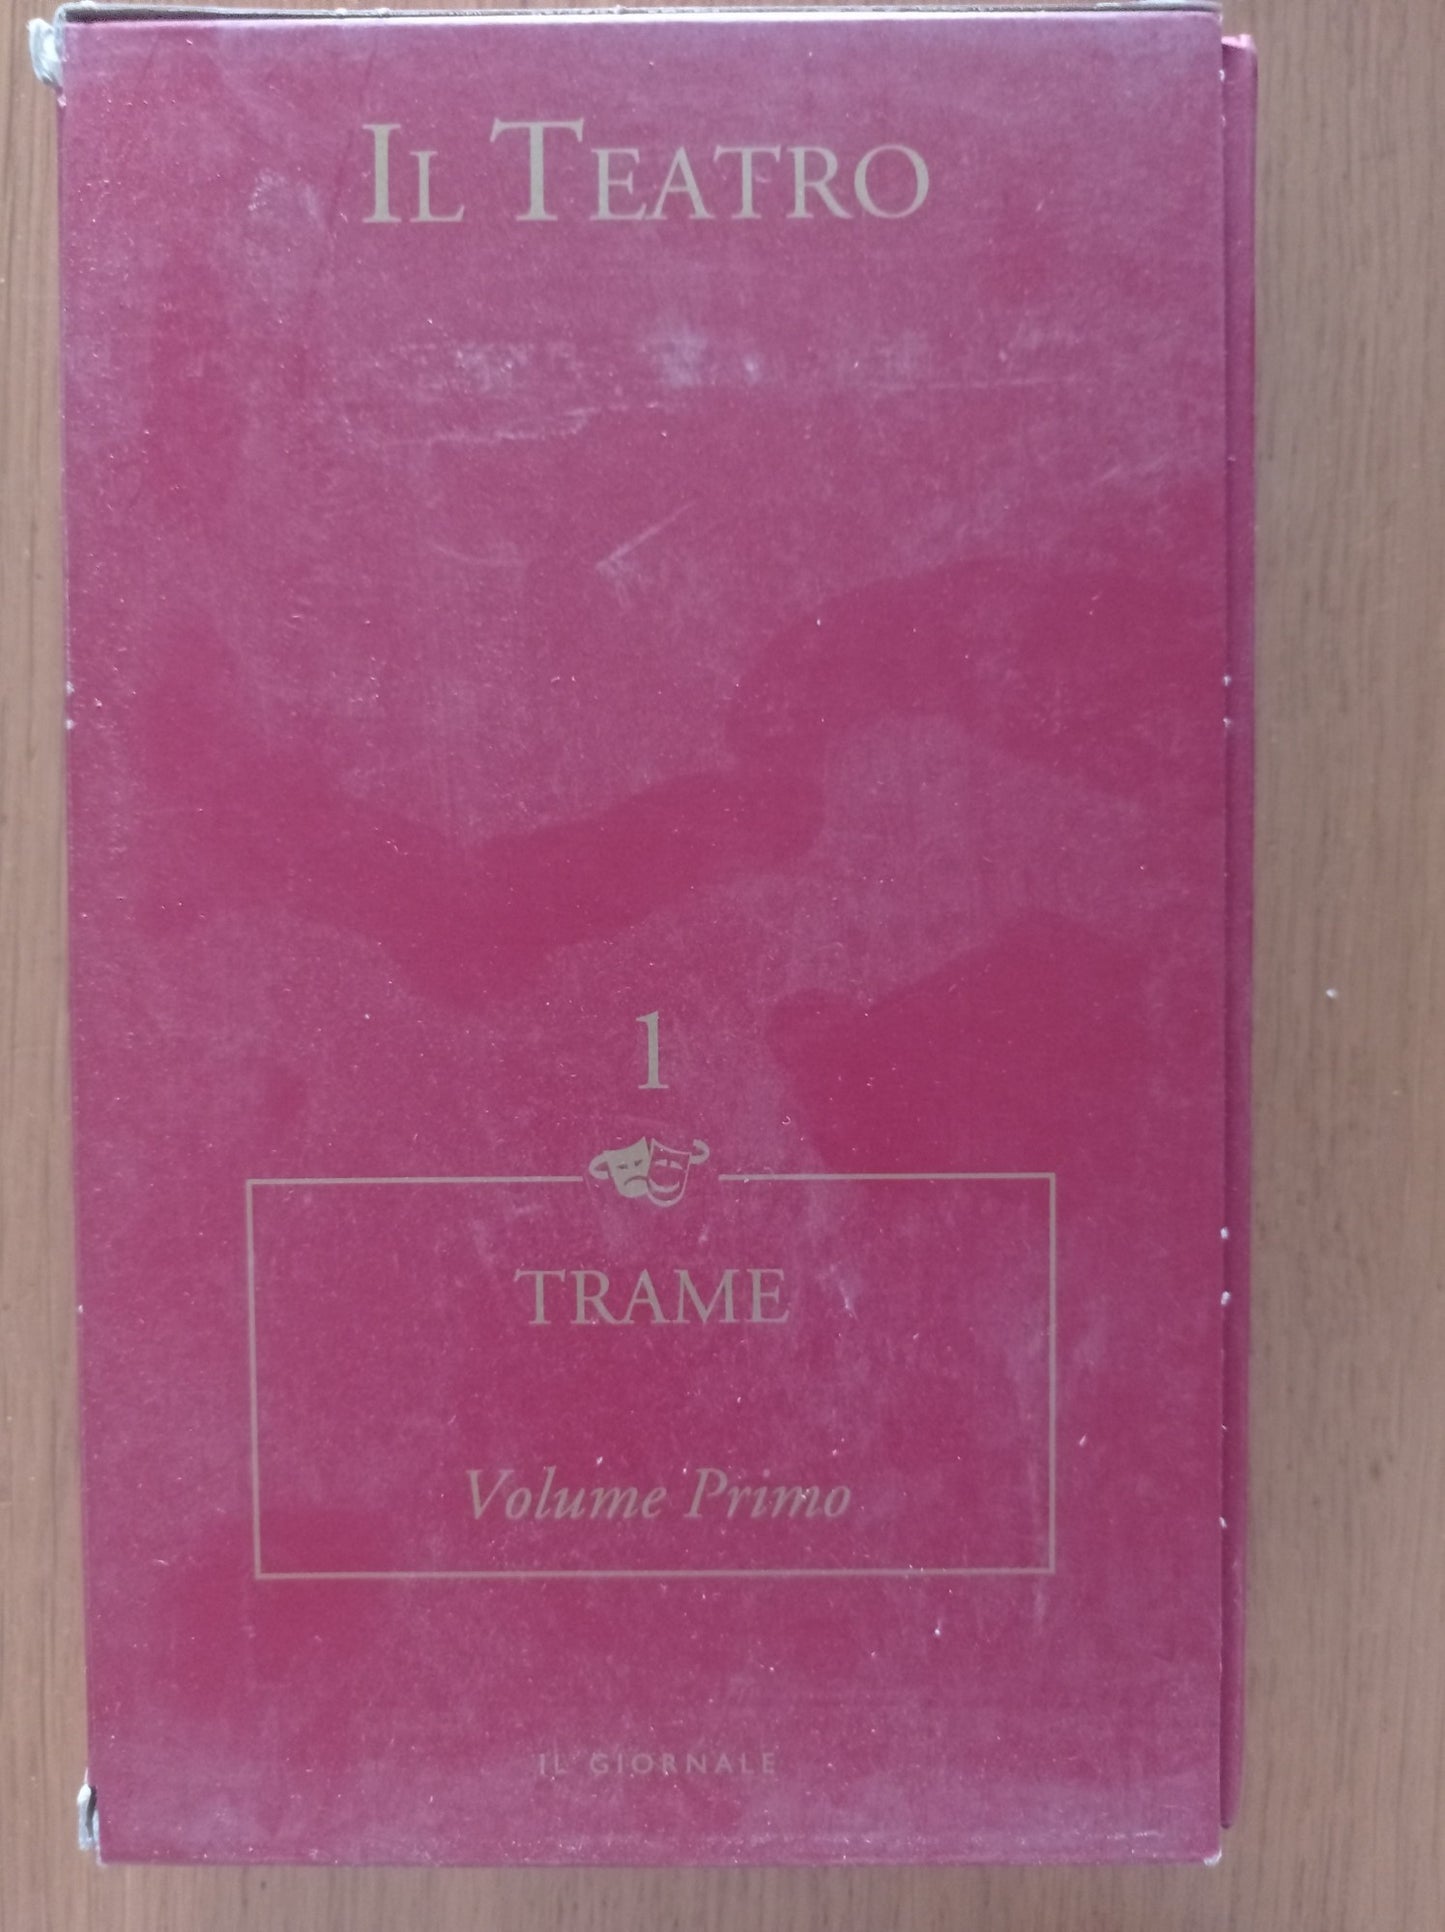 IL TEATRO
1
TRAME
Volume Primo
IL GIORNALE